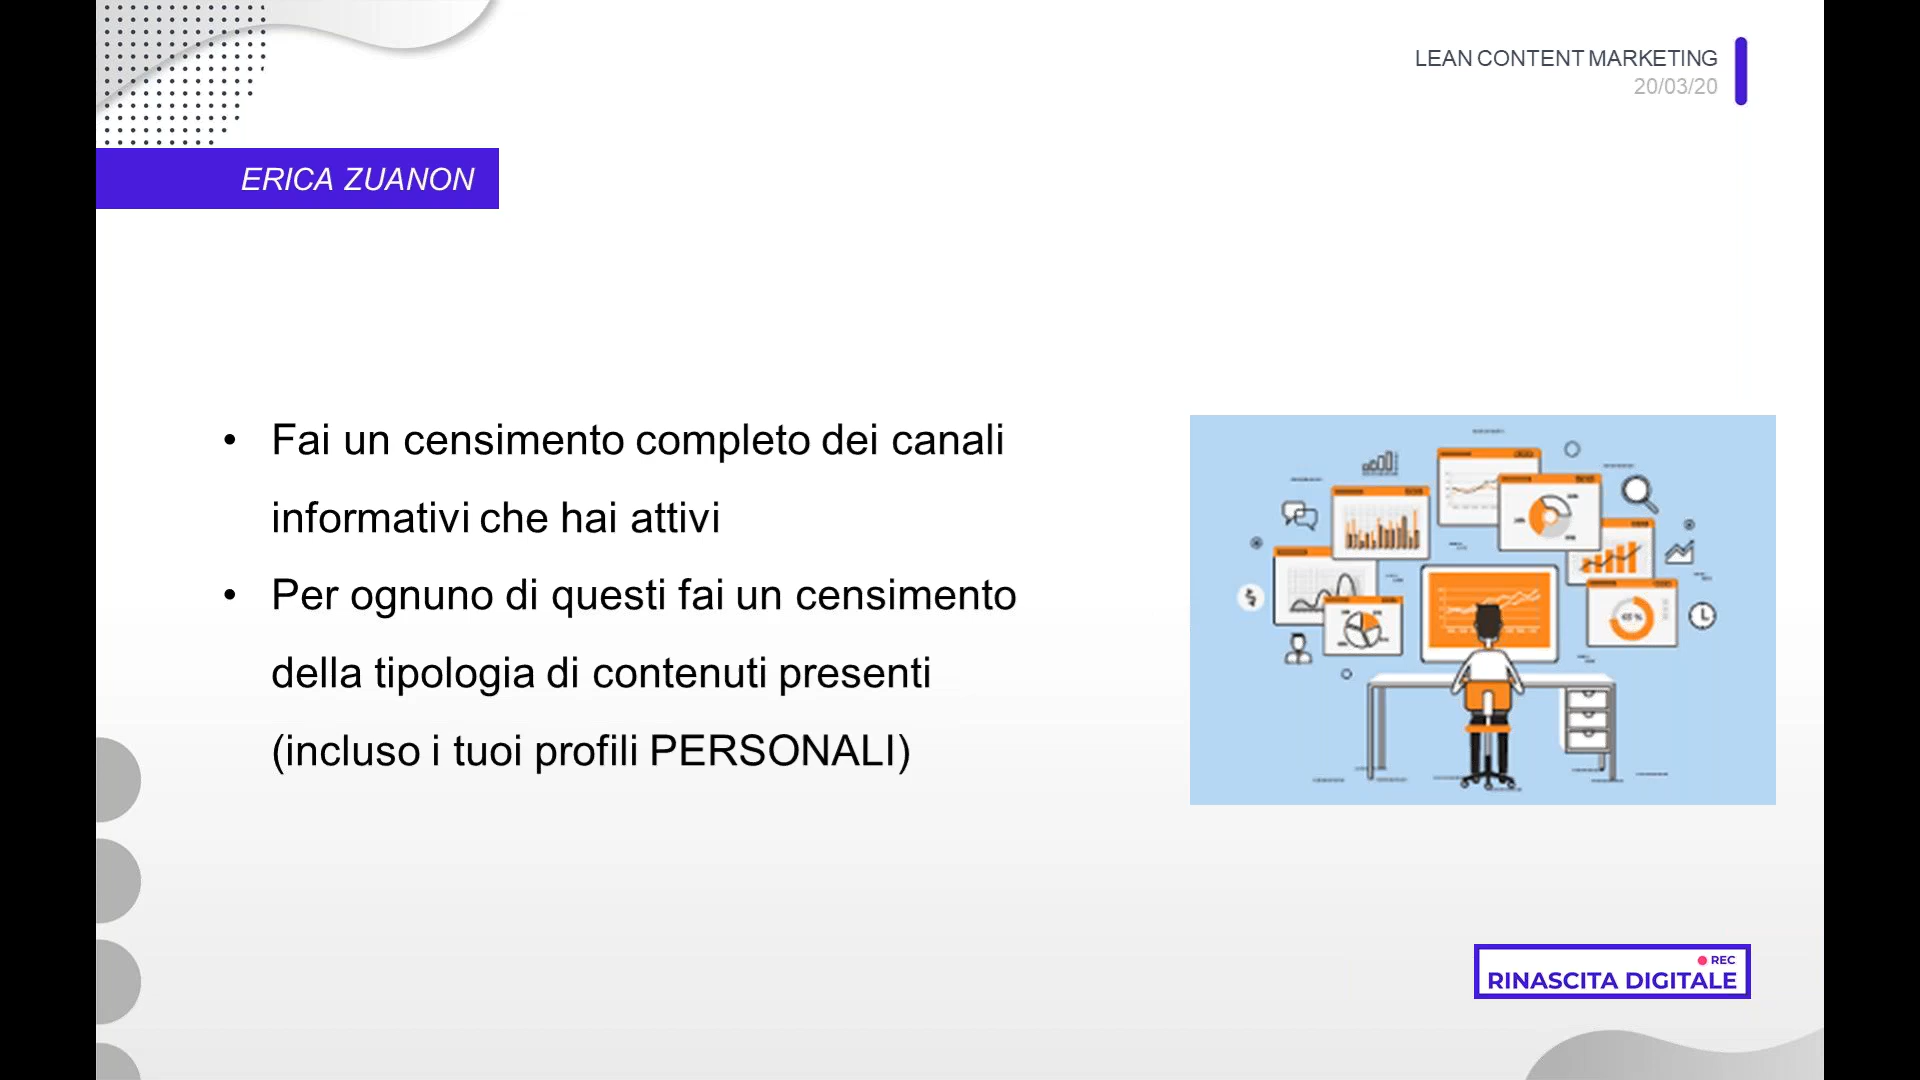 LEAN CONTENT MARKETING
20/03/20
ERICA ZUANON
• Fai un censimento completo dei canali
informativi che hai attivi
• Per ognuno di questi fai un censimento
della tipologia di contenuti presenti
(incluso i tuoi profili PERSONALI)
REC
RINASCITA DIGITALE